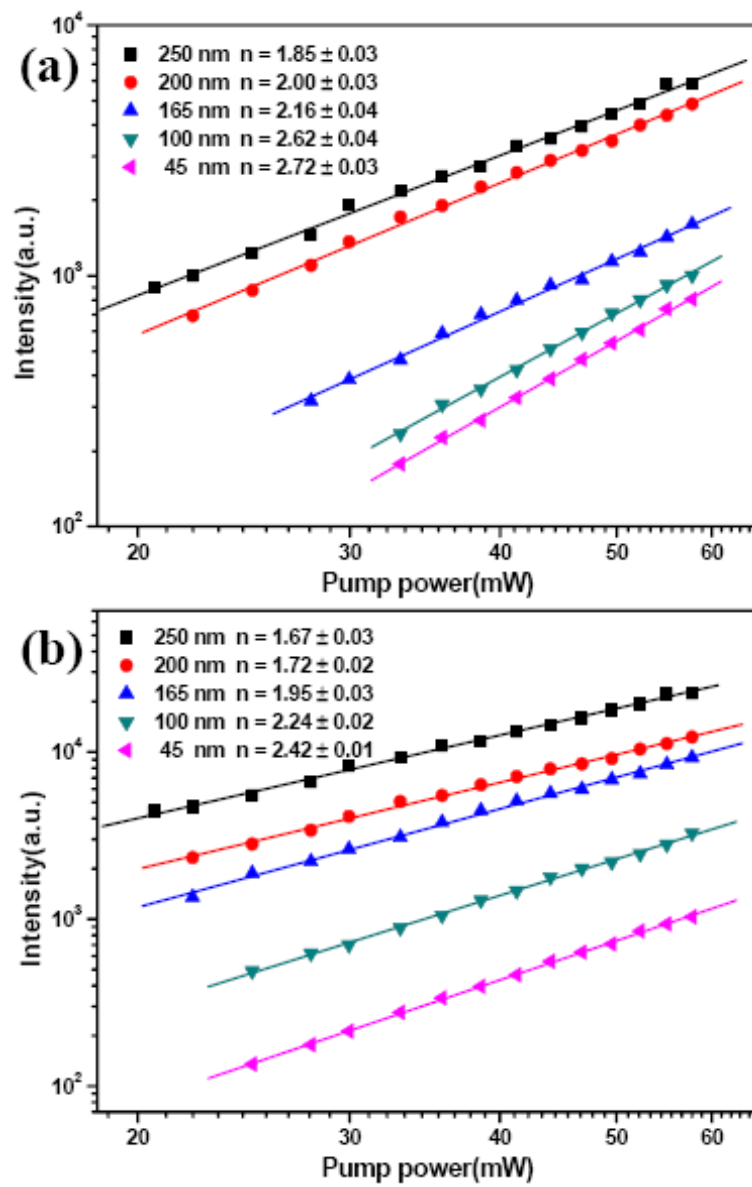 10⁴
(a)
250 nm n = 1.85 ± 0.03
200 nm n = 2.00 ± 0.03
165 nm n = 2.16 ± 0.04
100 nm n = 2.62 ± 0.04
45 nm n = 2.72 ± 0.03
10³
10²
Intensity(a.u.)
20 30 40 50 60
Pump power(mW)
(b)
250 nm n = 1.67 ± 0.03
200 nm n = 1.72 ± 0.02
165 nm n = 1.95 ± 0.03
100 nm n = 2.24 ± 0.02
45 nm n = 2.42 ± 0.01
10⁴
10³
10²
Intensity(a.u.)
20 30 40 50 60
Pump power(mW)